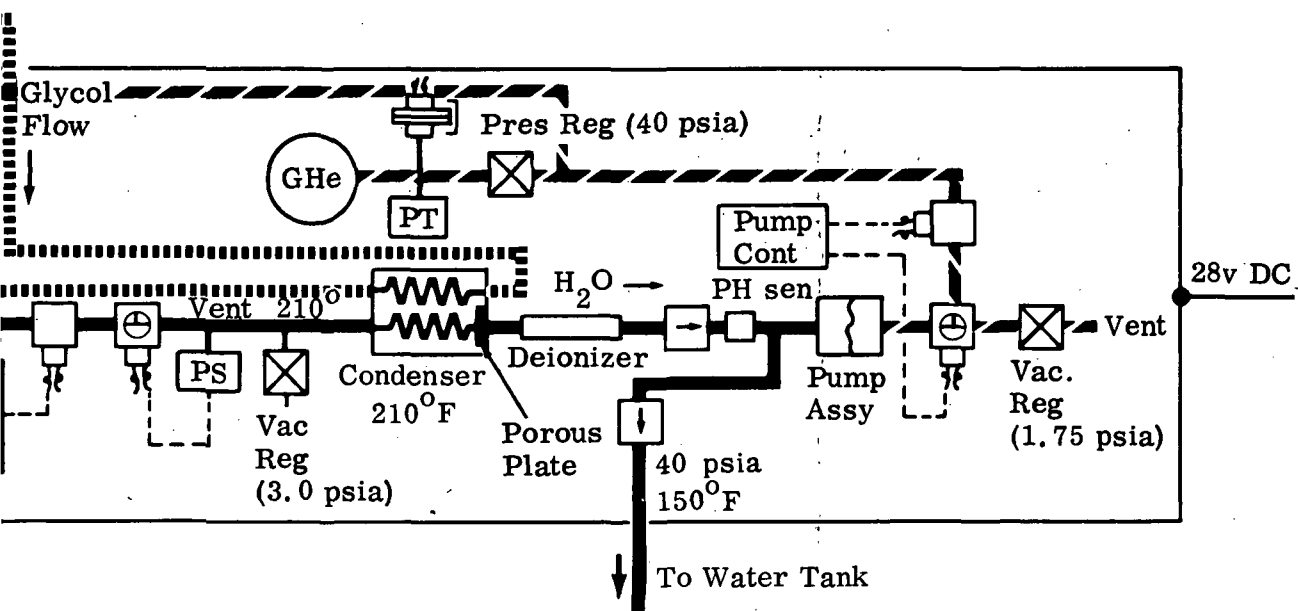 Glycol
Flow
Pres Reg (40 psia)
GHe
PT
Pump
Cont
28v DC
H2O
PH sen
Vent 210°
Vent
PS
Deionizer
Condenser
210°F
Pump
Assy
Vac.
Reg
(1.75 psia)
Vac
Reg
(3.0 psia)
Porous
Plate
40 psia
150°F
To Water Tank